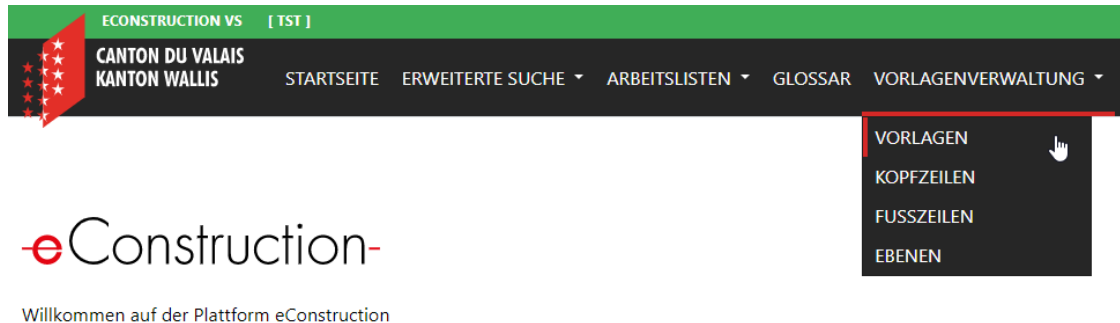 ECONSTRUCTION VS [ TST ]
CANTON DU VALAIS
KANTON WALLIS
STARTSEITE ERWEITERTE SUCHE ARBEITSLISTEN GLOSSAR VORLAGENVERWALTUNG
VORLAGEN
KOPFZEILEN
FUSSZEILEN
EBENEN
eConstruction
Willkommen auf der Plattform eConstruction